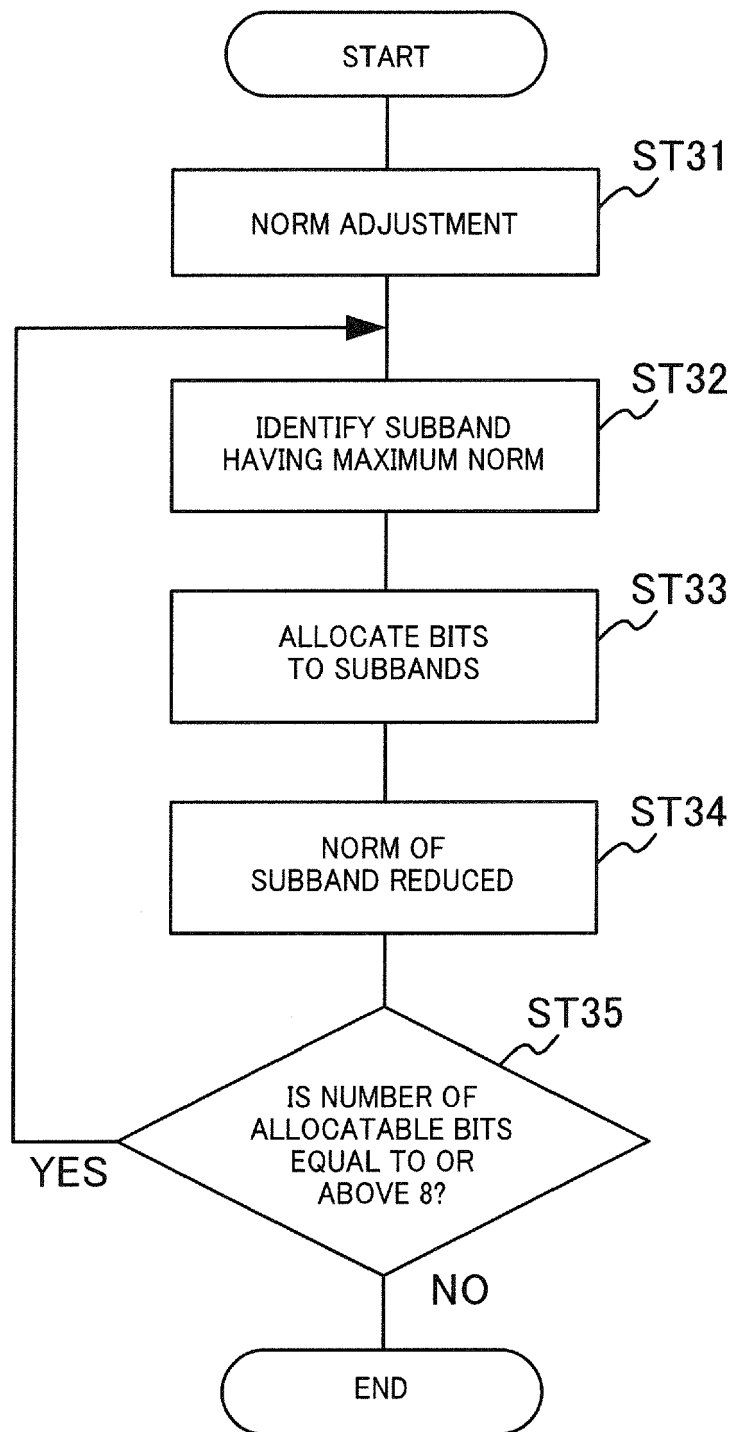 START
ST31
NORM ADJUSTMENT
ST32
IDENTIFY SUBBAND
HAVING MAXIMUM NORM
ST33
ALLOCATE BITS
TO SUBBANDS
ST34
NORM OF
SUBBAND REDUCED
ST35
IS NUMBER OF
ALLOCATABLE BITS
EQUAL TO OR
ABOVE 8?
YES
NO
END